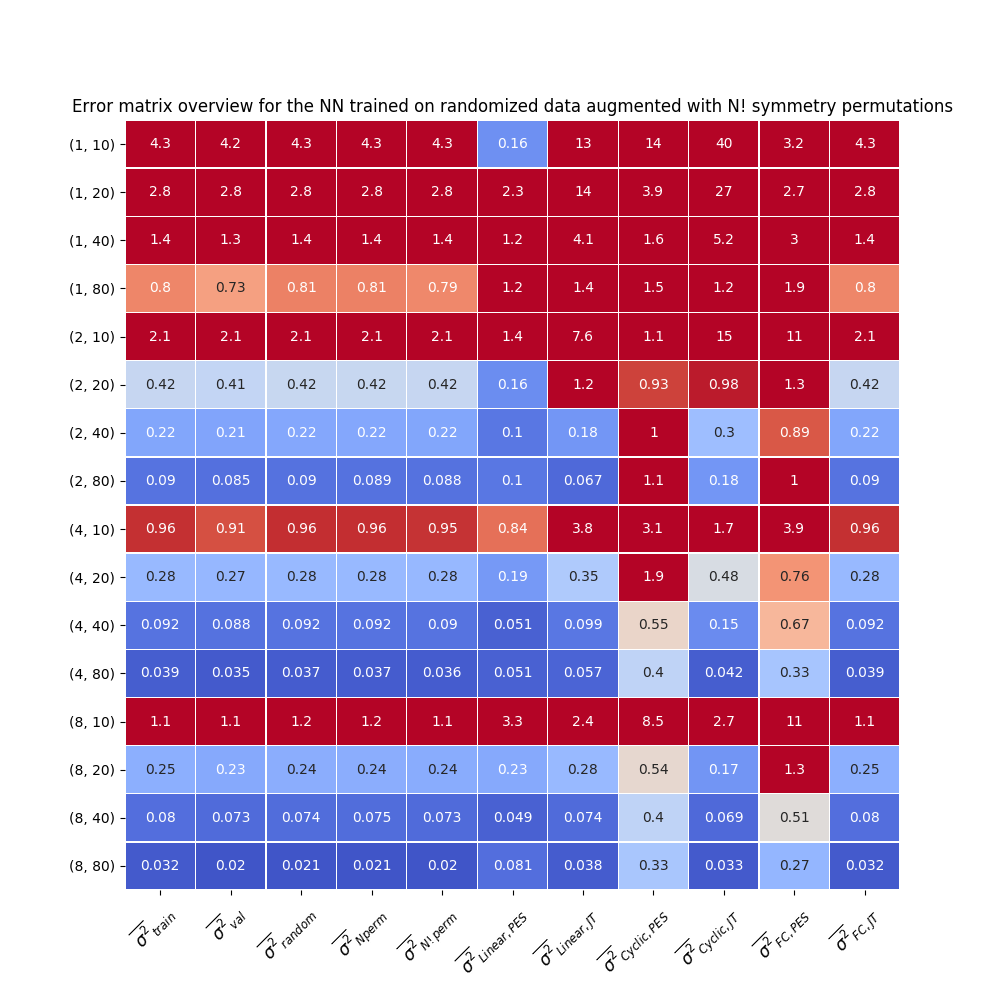 Error matrix overview for the NN trained on randomized data augmented with N! symmetry permutations
(1, 10) 4.3 4.2 4.3 4.3 4.3 0.16 13 14 40 3.2 4.3
(1, 20) 2.8 2.8 2.8 2.8 2.8 2.3 14 3.9 27 2.7 2.8
(1, 40) 1.4 1.3 1.4 1.4 1.4 1.2 4.1 1.6 5.2 3 1.4
(1, 80) 0.8 0.73 0.81 0.81 0.79 1.2 1.4 1.5 1.2 1.9 0.8
(2, 10) 2.1 2.1 2.1 2.1 2.1 1.4 7.6 1.1 15 11 2.1
(2, 20) 0.42 0.41 0.42 0.42 0.42 0.16 1.2 0.93 0.98 1.3 0.42
(2, 40) 0.22 0.21 0.22 0.22 0.22 0.1 0.18 1 0.3 0.89 0.22
(2, 80) 0.09 0.085 0.09 0.089 0.088 0.1 0.067 1.1 0.18 1 0.09
(4, 10) 0.96 0.91 0.96 0.96 0.95 0.84 3.8 3.1 1.7 3.9 0.96
(4, 20) 0.28 0.27 0.28 0.28 0.28 0.19 0.35 1.9 0.48 0.76 0.28
(4, 40) 0.092 0.088 0.092 0.092 0.09 0.051 0.099 0.55 0.15 0.67 0.092
(4, 80) 0.039 0.035 0.037 0.037 0.036 0.051 0.057 0.4 0.042 0.33 0.039
(8, 10) 1.1 1.1 1.2 1.2 1.1 3.3 2.4 8.5 2.7 11 1.1
(8, 20) 0.25 0.23 0.24 0.24 0.24 0.23 0.28 0.54 0.17 1.3 0.25
(8, 40) 0.08 0.073 0.074 0.075 0.073 0.049 0.074 0.4 0.069 0.51 0.08
(8, 80) 0.032 0.02 0.021 0.021 0.02 0.081 0.038 0.33 0.033 0.27 0.032
σ² train
σ² val
σ² random
σ² Nperm
σ² N!perm
σ² Linear, PES
σ² Linear, JT
σ² Cyclic, PES
σ² Cyclic, JT
σ² FC, PES
σ² FC, JT